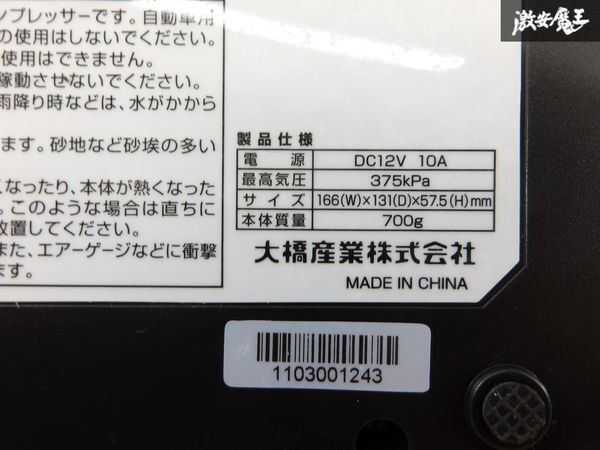 激安魔王
ンプレッサーです。自動車用
の使用はしないでください。
使用はできません。
稼動させないでください。
雨降り時などは、水がかから
ます。砂地など砂埃の多い
くなったり、本体が熱くなった
。このような場合は直ちに
放置してください。
また、エアーゲージなどに衝撃
ます。
製品仕様
電源 DC12V 10A
最高気圧 375kPa
サイズ 166(W)×131(D)×57.5(H)mm
本体質量 700g
大橋産業株式会社
MADE IN CHINA
1103001243